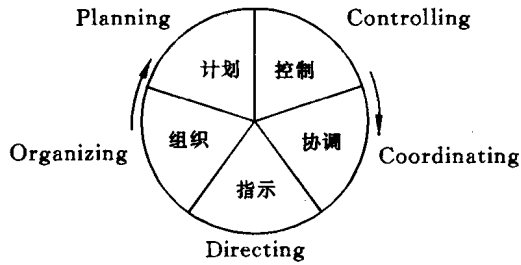 Planning Controlling
计划 控制
组织 协调
Organizing Coordinating
指示
Directing